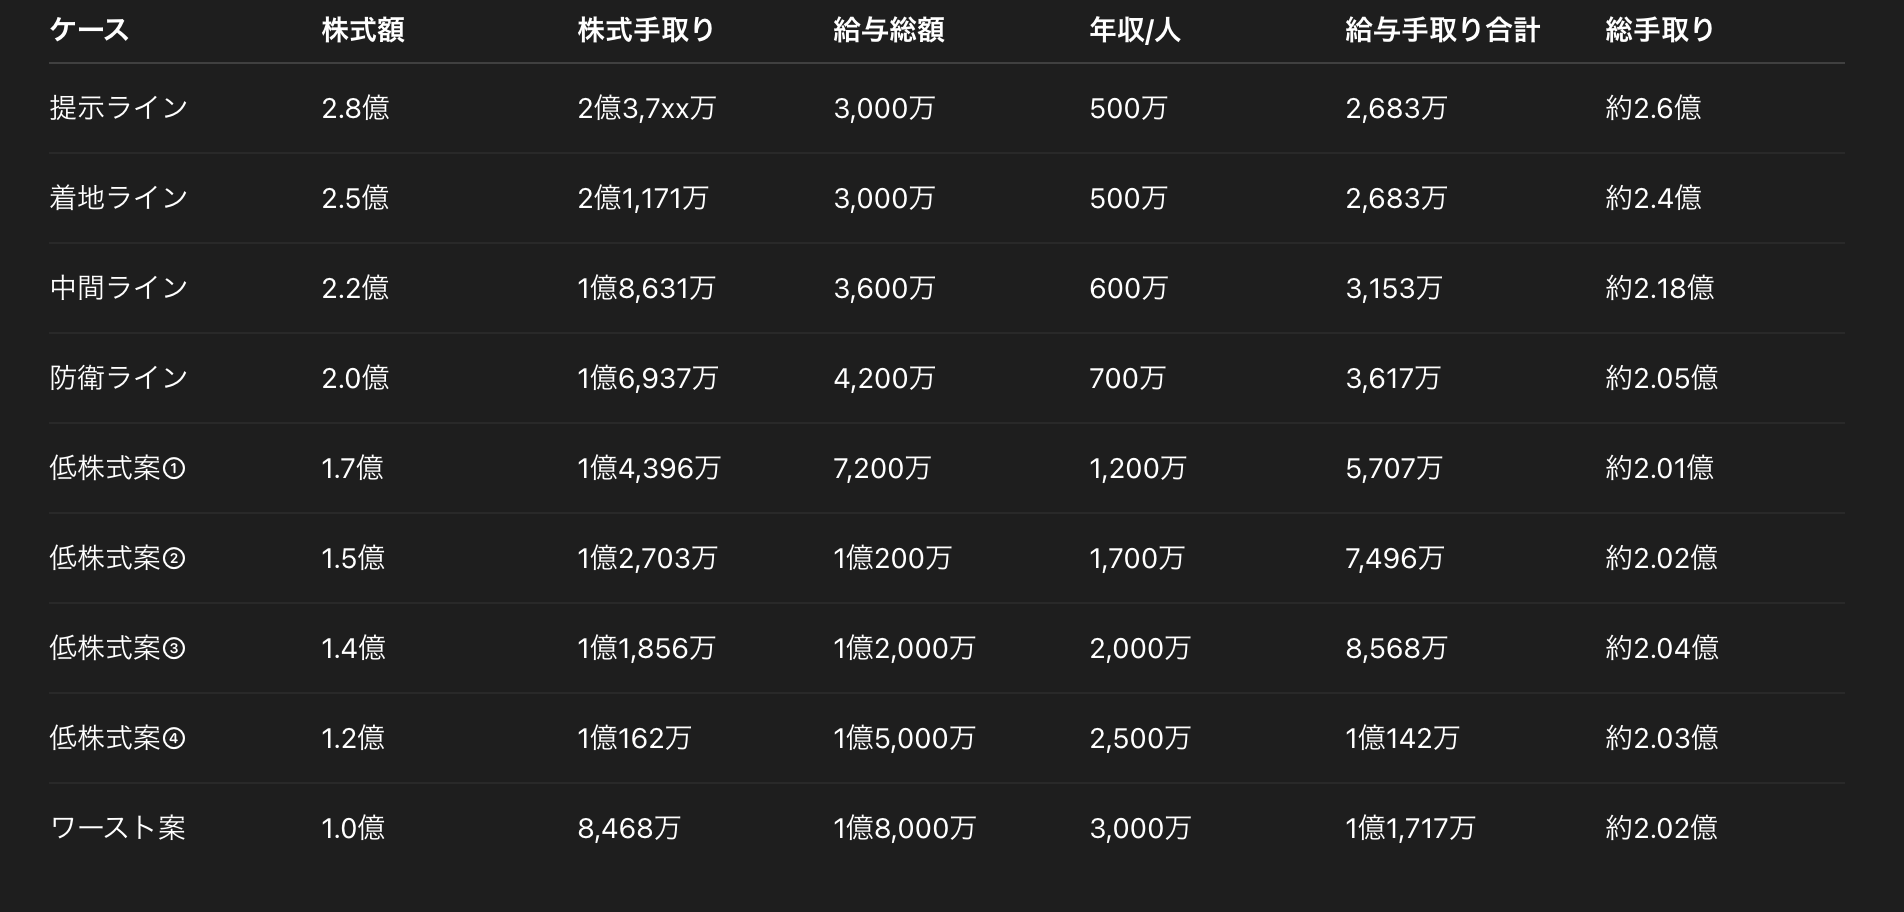 ケース 株式額 株式手取り 給与総額 年収/人 給与手取り合計 総手取り
提示ライン 2.8億 2億3,7xx万 3,000万 500万 2,683万 約2.6億
着地ライン 2.5億 2億1,171万 3,000万 500万 2,683万 約2.4億
中間ライン 2.2億 1億8,631万 3,600万 600万 3,153万 約2.18億
防衛ライン 2.0億 1億6,937万 4,200万 700万 3,617万 約2.05億
低株式案① 1.7億 1億4,396万 7,200万 1,200万 5,707万 約2.01億
低株式案② 1.5億 1億2,703万 1億200万 1,700万 7,496万 約2.02億
低株式案③ 1.4億 1億1,856万 1億2,000万 2,000万 8,568万 約2.04億
低株式案④ 1.2億 1億162万 1億5,000万 2,500万 1億142万 約2.03億
ワースト案 1.0億 8,468万 1億8,000万 3,000万 1億1,717万 約2.02億